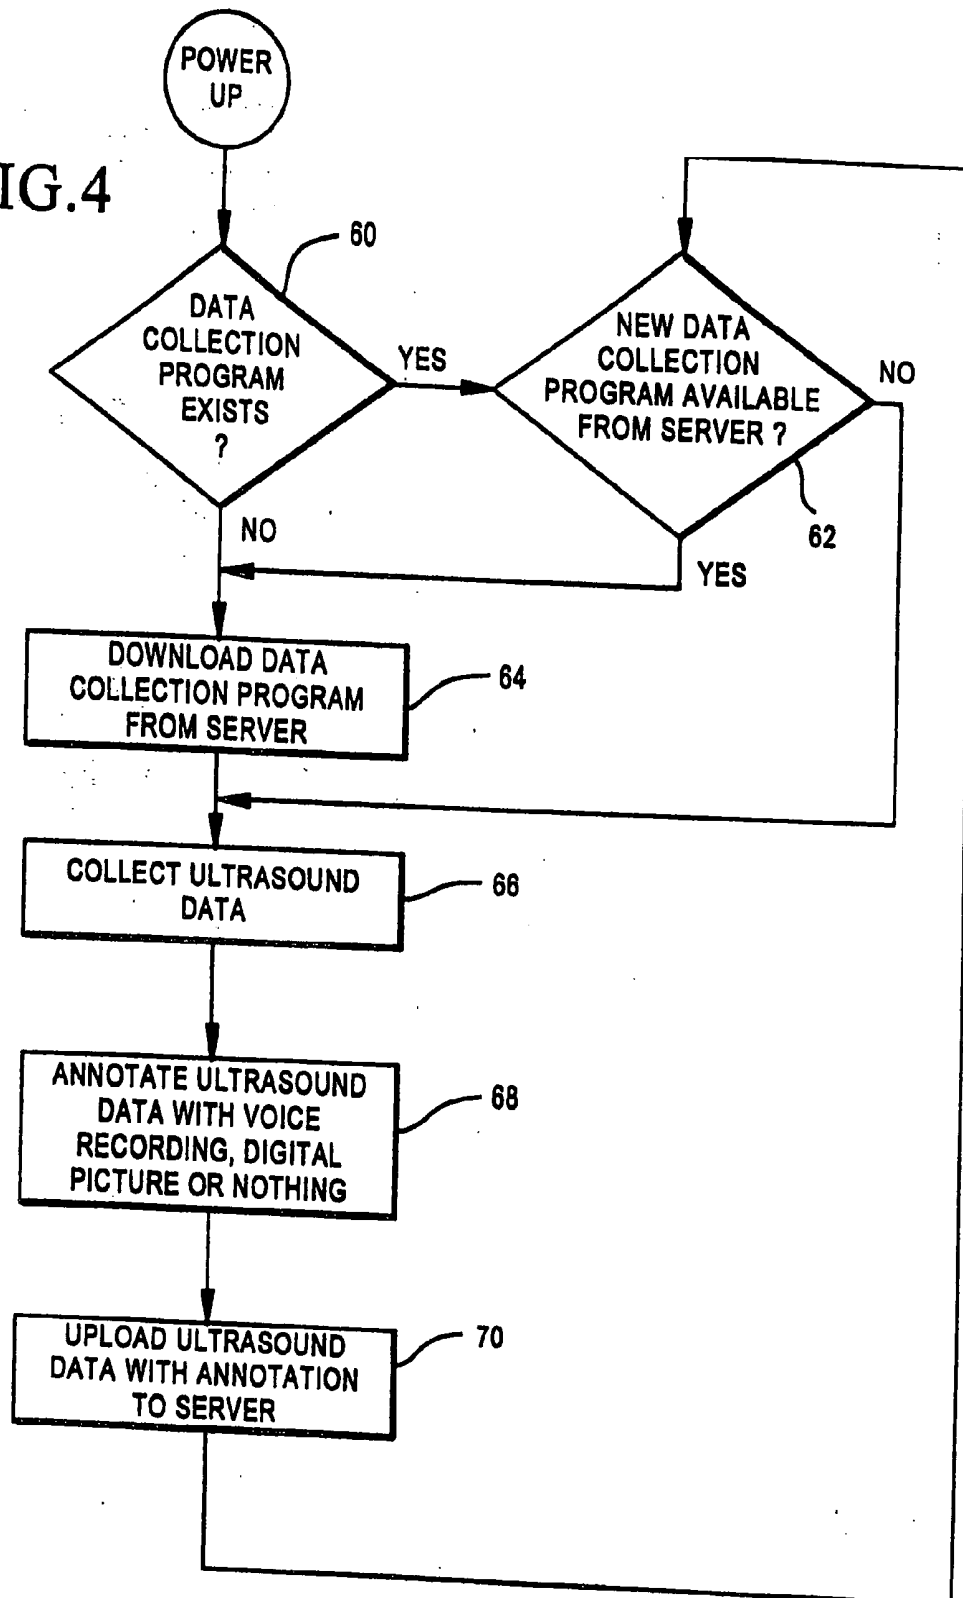 POWER
UP
IG.4
60
DATA
COLLECTION
PROGRAM
EXISTS
?
YES
NEW DATA
COLLECTION
PROGRAM AVAILABLE
FROM SERVER ?
NO
62
NO
YES
DOWNLOAD DATA
COLLECTION PROGRAM
FROM SERVER
64
COLLECT ULTRASOUND
DATA
66
ANNOTATE ULTRASOUND
DATA WITH VOICE
RECORDING, DIGITAL
PICTURE OR NOTHING
68
UPLOAD ULTRASOUND
DATA WITH ANNOTATION
TO SERVER
70